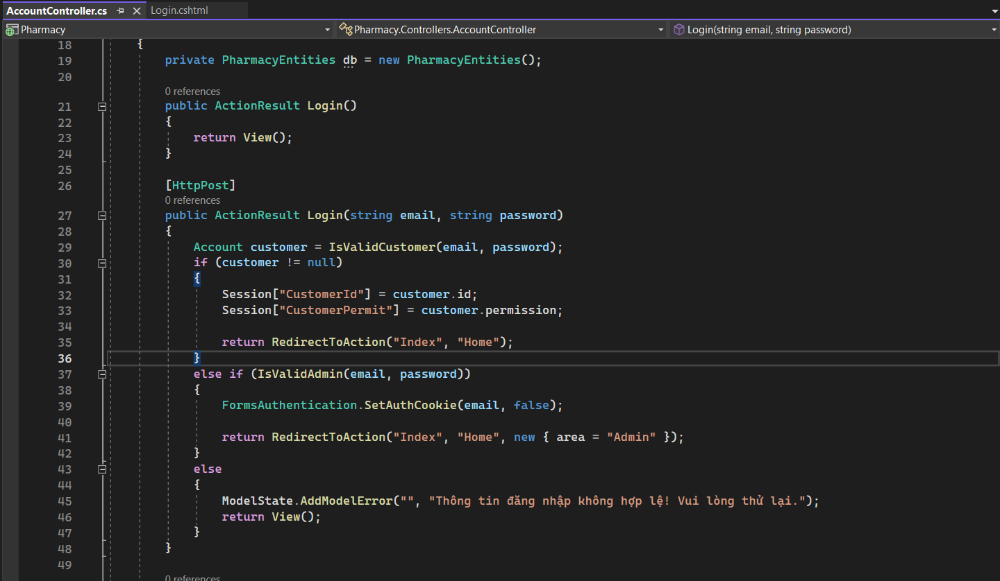 AccountController.cs
Login.cshtml
Pharmacy
Pharmacy.Controllers.AccountController
Login(string email, string password)
18 {
19 private PharmacyEntities db = new PharmacyEntities();
20
0 references
21 public ActionResult Login()
22 {
23 return View();
24 }
25
26 [HttpPost]
0 references
27 public ActionResult Login(string email, string password)
28 {
29 Account customer = IsValidCustomer(email, password);
30 if (customer != null)
31 {
32 Session["CustomerId"] = customer.id;
33 Session["CustomerPermit"] = customer.permission;
34
35 return RedirectToAction("Index", "Home");
36 }
37 else if (IsValidAdmin(email, password))
38 {
39 FormsAuthentication.SetAuthCookie(email, false);
40
41 return RedirectToAction("Index", "Home", new { area = "Admin" });
42 }
43 else
44 {
45 ModelState.AddModelError("", "Thông tin đăng nhập không hợp lệ! Vui lòng thử lại.");
46 return View();
47 }
48 }
49
0 references